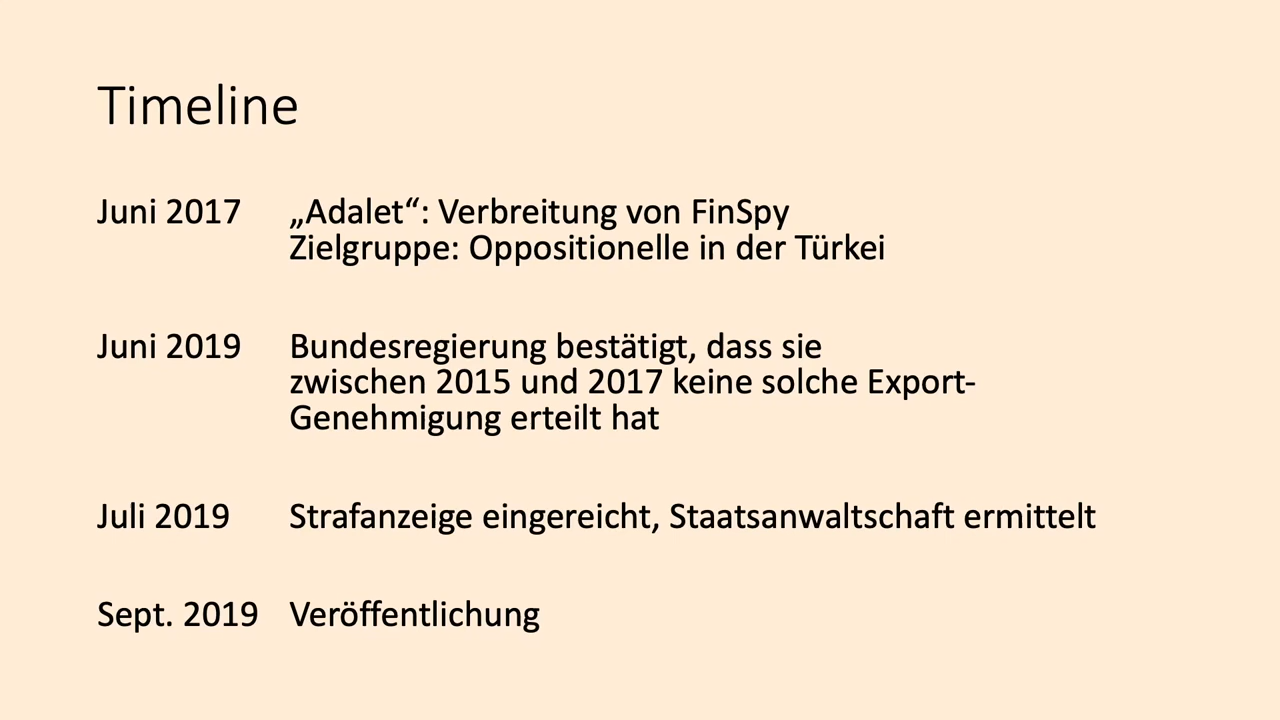 Timeline
Juni 2017 „Adalet“: Verbreitung von FinSpy
Zielgruppe: Oppositionelle in der Türkei
Juni 2019 Bundesregierung bestätigt, dass sie
zwischen 2015 und 2017 keine solche Export-
Genehmigung erteilt hat
Juli 2019 Strafanzeige eingereicht, Staatsanwaltschaft ermittelt
Sept. 2019 Veröffentlichung